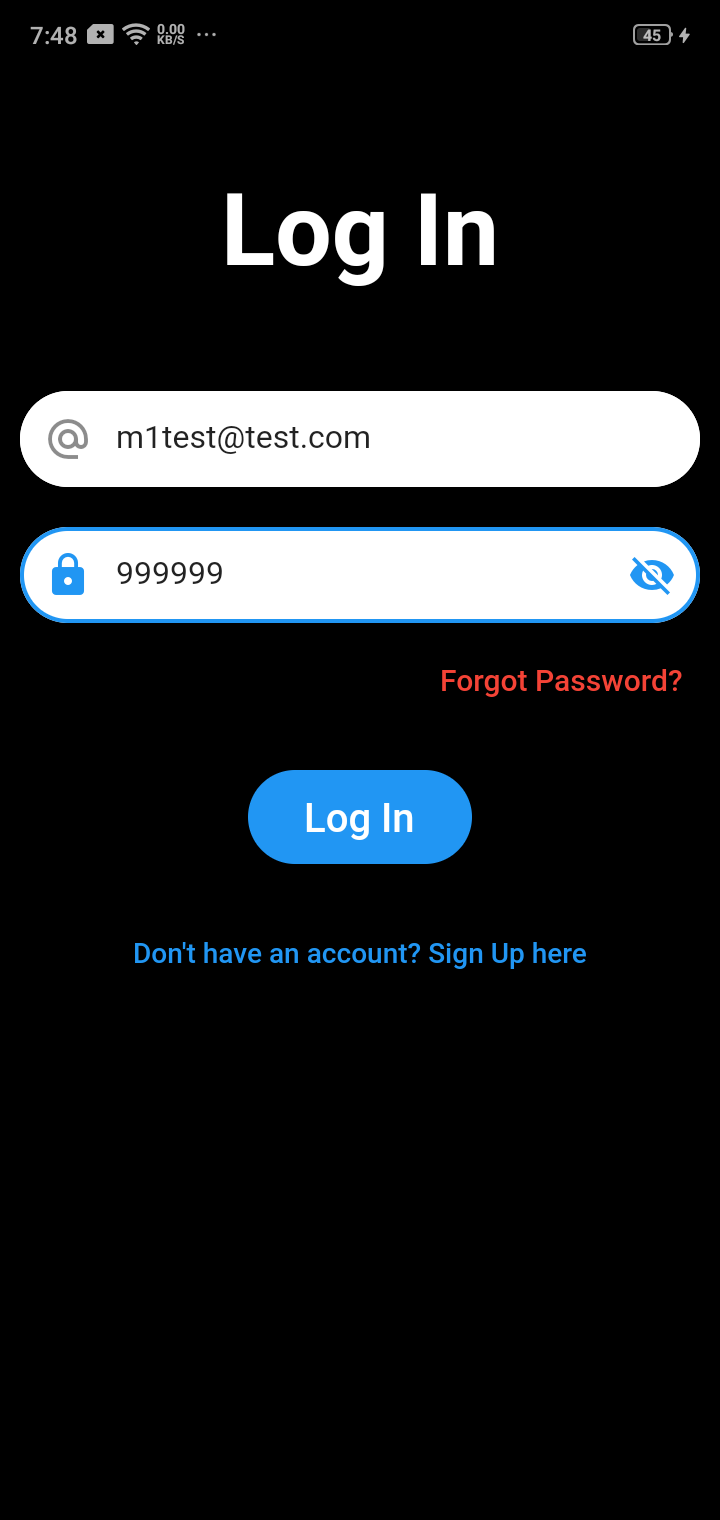 7:48 0.00 KB/S ... 45
Log In
m1test@test.com
999999
Forgot Password?
Log In
Don't have an account? Sign Up here